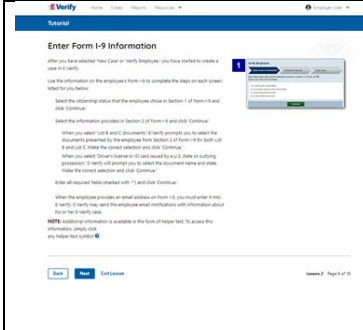 E Verify Home Cases Reports Resources Employer User
Tutorial
Enter Form I-9 Information
After you have selected 'New Case' or 'Verify Employee,' you have started to create a
case in E-Verify.
Use the information on the employee's Form I-9 to complete the steps on each screen,
listed for you below:
Select the citizenship status that the employee chose in Section 1 of Form I-9 and
click 'Continue.'
Select the information provided in Section 2 of Form I-9 and click 'Continue.'
When you select 'List B and C documents,' E-Verify prompts you to select the
documents presented by the employee from Section 2 of Form I-9 for both List
B and List C. Make the correct selection and click 'Continue.'
When you select 'Driver's license or ID card issued by a U.S. state or outlying
possession,' E-Verify will prompt you to select the document name and state.
Make the correct selection and click 'Continue.'
Enter all required fields (marked with '*') and click 'Continue.'
When the employee provides an email address on Form I-9, you must enter it into
E-Verify. E-Verify may send the employee email notifications with information about
his or her E-Verify case.
NOTE: Additional information is available in the form of helper text. To access this
information, simply click
any helper text symbol
1
Back Next Exit Lesson Lesson 2 Page 6 of 18